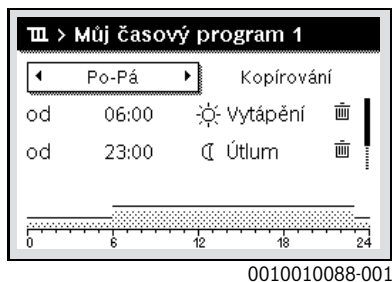 > Můj časový program 1
Po-Pá Kopírování
od 06:00 Vytápění
od 23:00 Útlum
0 6 12 18 24
0010010088-001